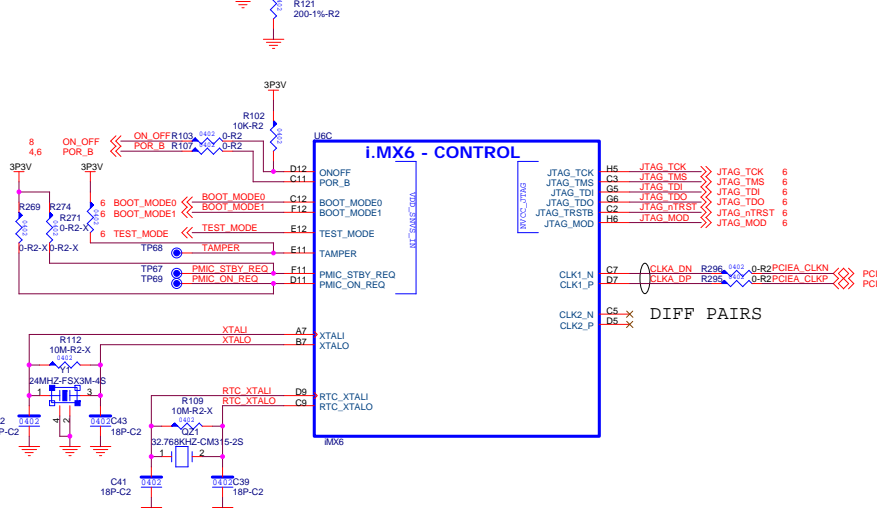 R121
200-1%-R2
3P3V
R102
10K-R2
0402
U6C
i.MX6 - CONTROL
8 ON_OFF ON_OFF R103 0402 0-R2
4,6 POR_B POR_B R107 0402 0-R2
3P3V 3P3V
D12 ONOFF
C11 POR_B
6 BOOT_MODE0 BOOT_MODE0 C12 BOOT_MODE0
6 BOOT_MODE1 BOOT_MODE1 F12 BOOT_MODE1
6 TEST_MODE TEST_MODE E12 TEST_MODE
R269 R274
R271
0-R2-X
0-R2-X 0-R2-X
TP68 TAMPER E11 TAMPER
TP67 PMIC_STBY_REQ F11 PMIC_STBY_REQ
TP69 PMIC_ON_REQ D11 PMIC_ON_REQ
VDD_SNVS_IN
NVCC_JTAG
JTAG_TCK H5 JTAG_TCK JTAG_TCK 6
JTAG_TMS C3 JTAG_TMS JTAG_TMS 6
JTAG_TDI G5 JTAG_TDI JTAG_TDI 6
JTAG_TDO G6 JTAG_TDO JTAG_TDO 6
JTAG_TRSTB C2 JTAG_nTRST JTAG_nTRST 6
JTAG_MOD H6 JTAG_MOD JTAG_MOD 6
CLK1_N C7 CLKA_DN R296 0402 0-R2 PCIEA_CLKN PCI
CLK1_P D7 CLKA_DP R295 0402 0-R2 PCIEA_CLKP PCI
CLK2_N C5
CLK2_P D5
DIFF PAIRS
XTALI A7 XTALI
XTALO B7 XTALO
R112
10M-R2-X
0402
Y1
24MHZ-FSX3M-4S
1 3
4 2
2 0402 0402 C43
P-C2 18P-C2
RTC_XTALI D9 RTC_XTALI
RTC_XTALO C9 RTC_XTALO
R109
10M-R2-X
0402
QZ1
32.768KHZ-CM315-2S
1 2
iMX6
C41 0402 0402 C39
18P-C2 18P-C2